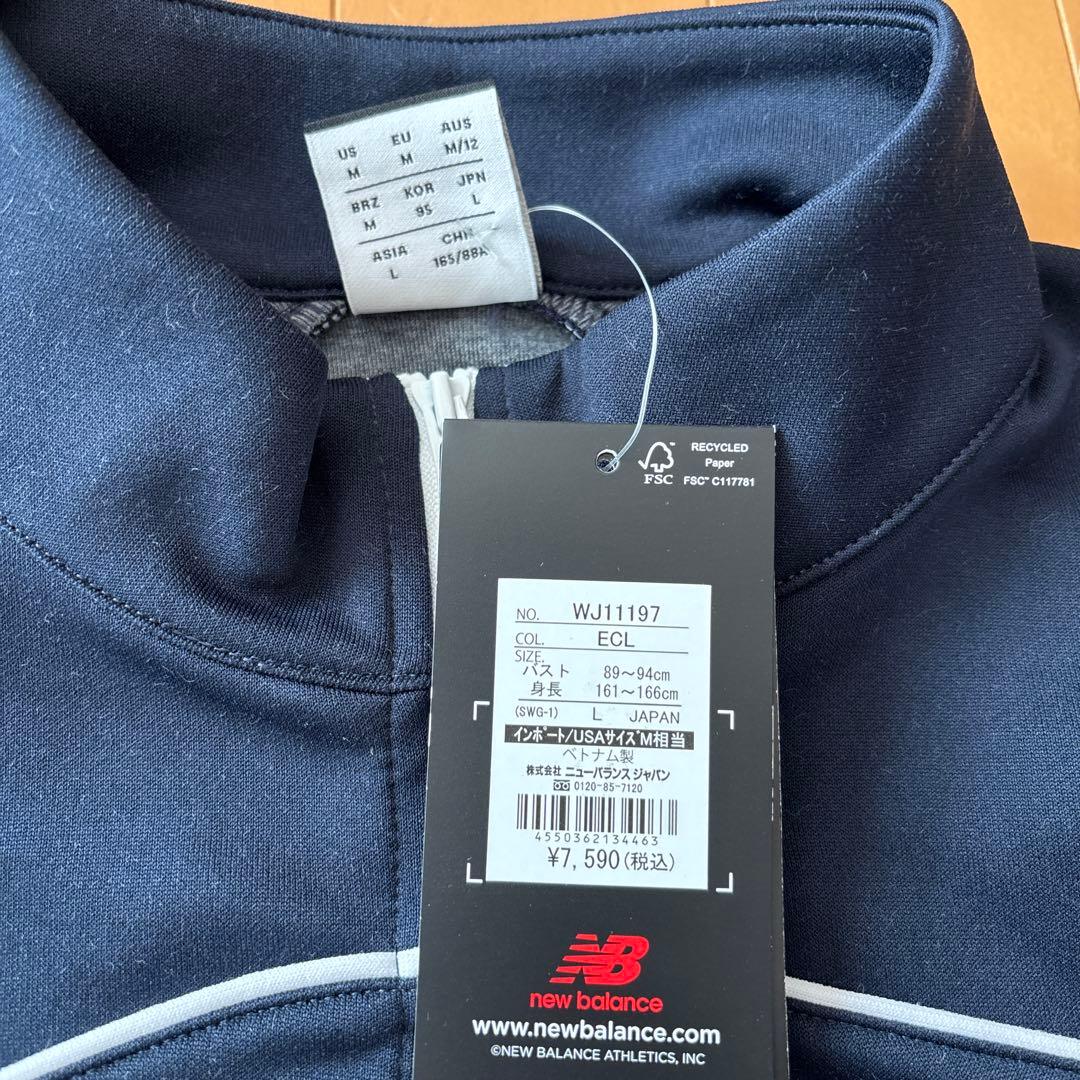 US EU AUS
M M M/12
BRZ KOR JPN
M 95 L
ASIA CHN
L 165/88A
RECYCLED
Paper
FSC™ C117781
FSC
NO. WJ11197
COL. ECL
SIZE.
バスト 89～94cm
身長 161～166cm
(SWG-1) L JAPAN
インポート/USAサイズM相当
ベトナム製
株式会社 ニューバランス ジャパン
0120-85-7120
4550362134463
¥7,590(税込)
NB
new balance
www.newbalance.com
©NEW BALANCE ATHLETICS, INC